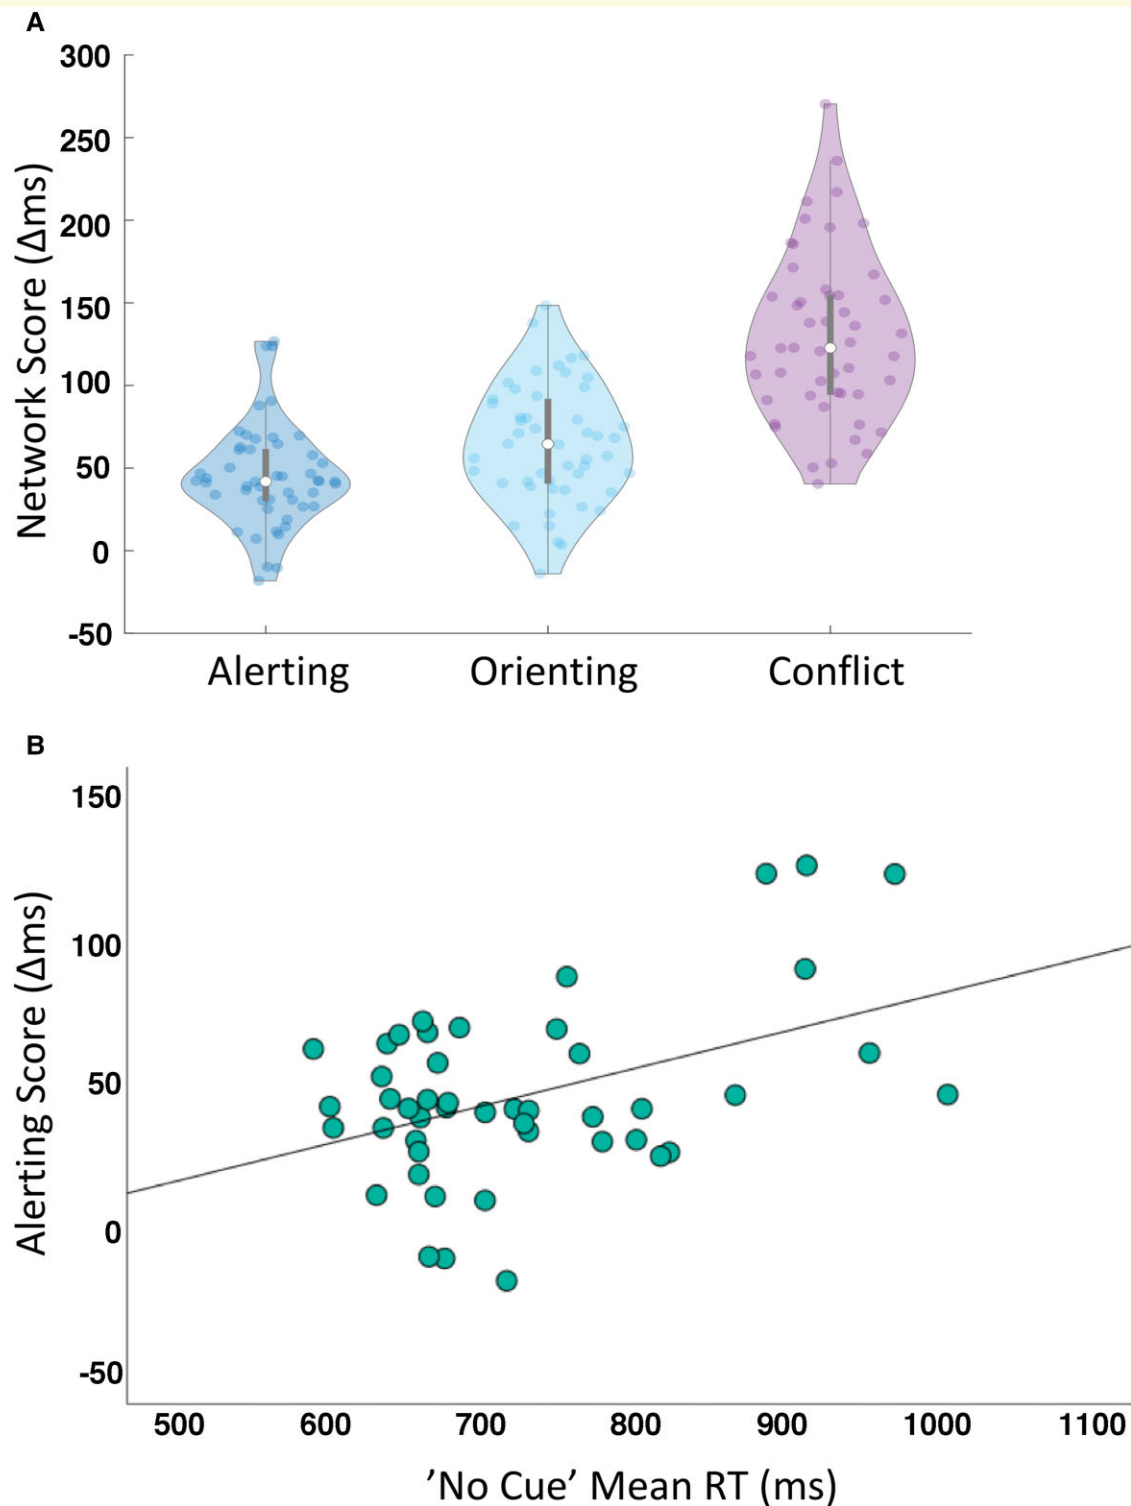 A
300
250
200
150
100
50
0
-50
Network Score (Δms)
Alerting Orienting Conflict
B
150
100
50
0
-50
Alerting Score (Δms)
500 600 700 800 900 1000 1100
’No Cue’ Mean RT (ms)